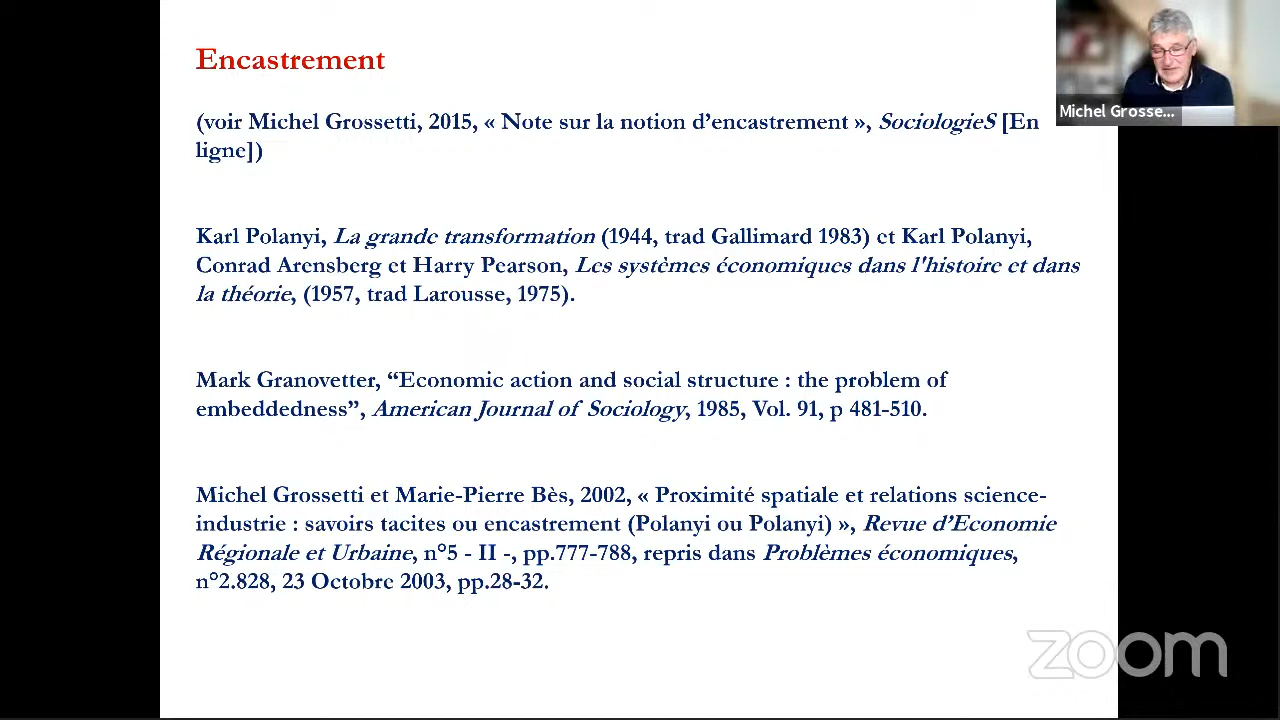 Encastrement
(voir Michel Grossetti, 2015, « Note sur la notion d'encastrement », SociologieS [En
ligne])
Karl Polanyi, La grande transformation (1944, trad Gallimard 1983) et Karl Polanyi,
Conrad Arensberg et Harry Pearson, Les systèmes économiques dans l'histoire et dans
la théorie, (1957, trad Larousse, 1975).
Mark Granovetter, “Economic action and social structure : the problem of
embeddedness”, American Journal of Sociology, 1985, Vol. 91, p 481-510.
Michel Grossetti et Marie-Pierre Bès, 2002, « Proximité spatiale et relations science-
industrie : savoirs tacites ou encastrement (Polanyi ou Polanyi) », Revue d'Economie
Régionale et Urbaine, n°5 - II -, pp.777-788, repris dans Problèmes économiques,
n°2.828, 23 Octobre 2003, pp.28-32.
Michel Grosse...
zoom